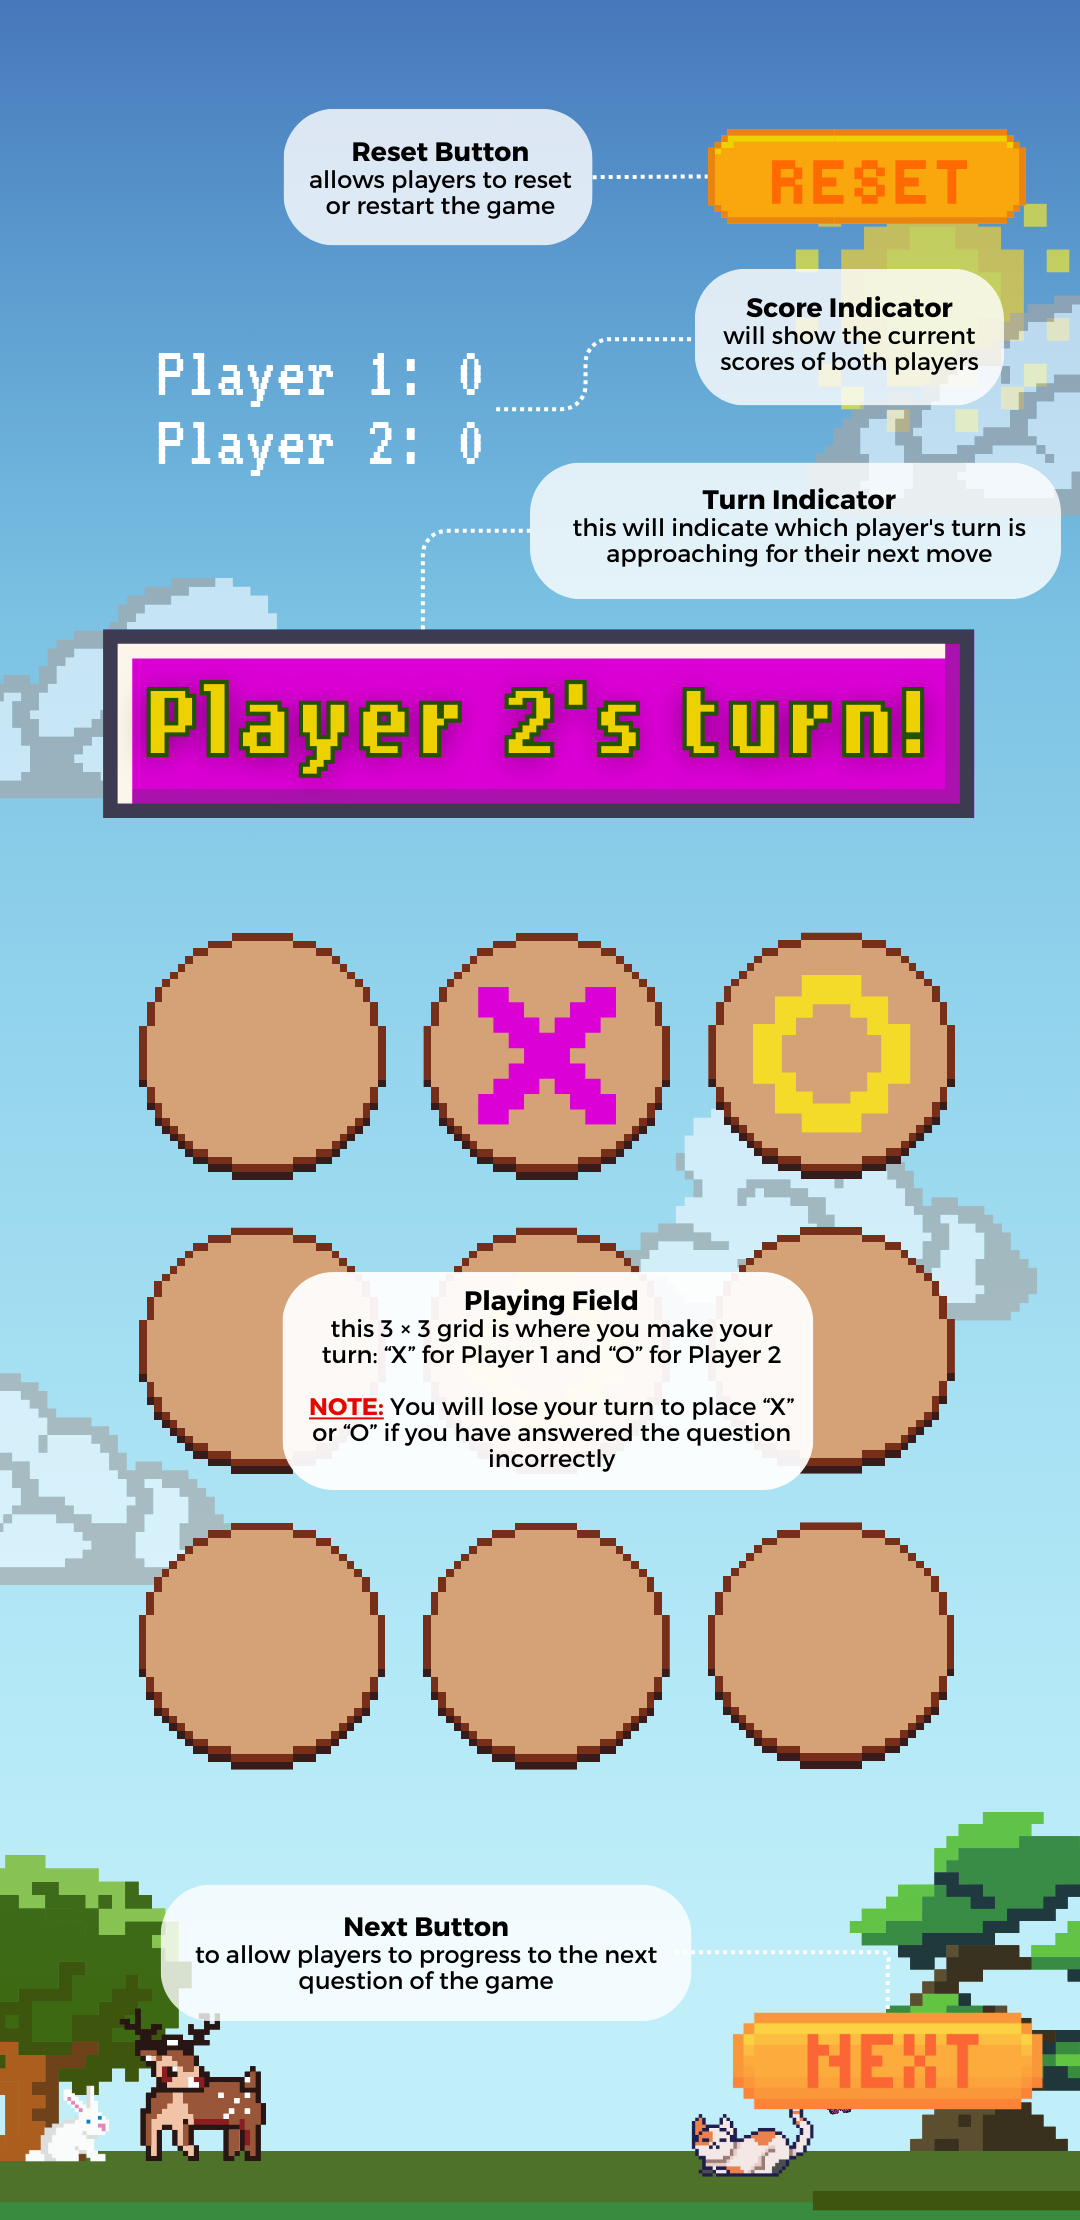 Reset Button
allows players to reset
or restart the game
RESET
Score Indicator
will show the current
scores of both players
Player 1: 0
Player 2: 0
Turn Indicator
this will indicate which player's turn is
approaching for their next move
Player 2's turn!
X O
Playing Field
this 3 × 3 grid is where you make your
turn: “X” for Player 1 and “O” for Player 2
NOTE: You will lose your turn to place “X”
or “O” if you have answered the question
incorrectly
Next Button
to allow players to progress to the next
question of the game
NEXT